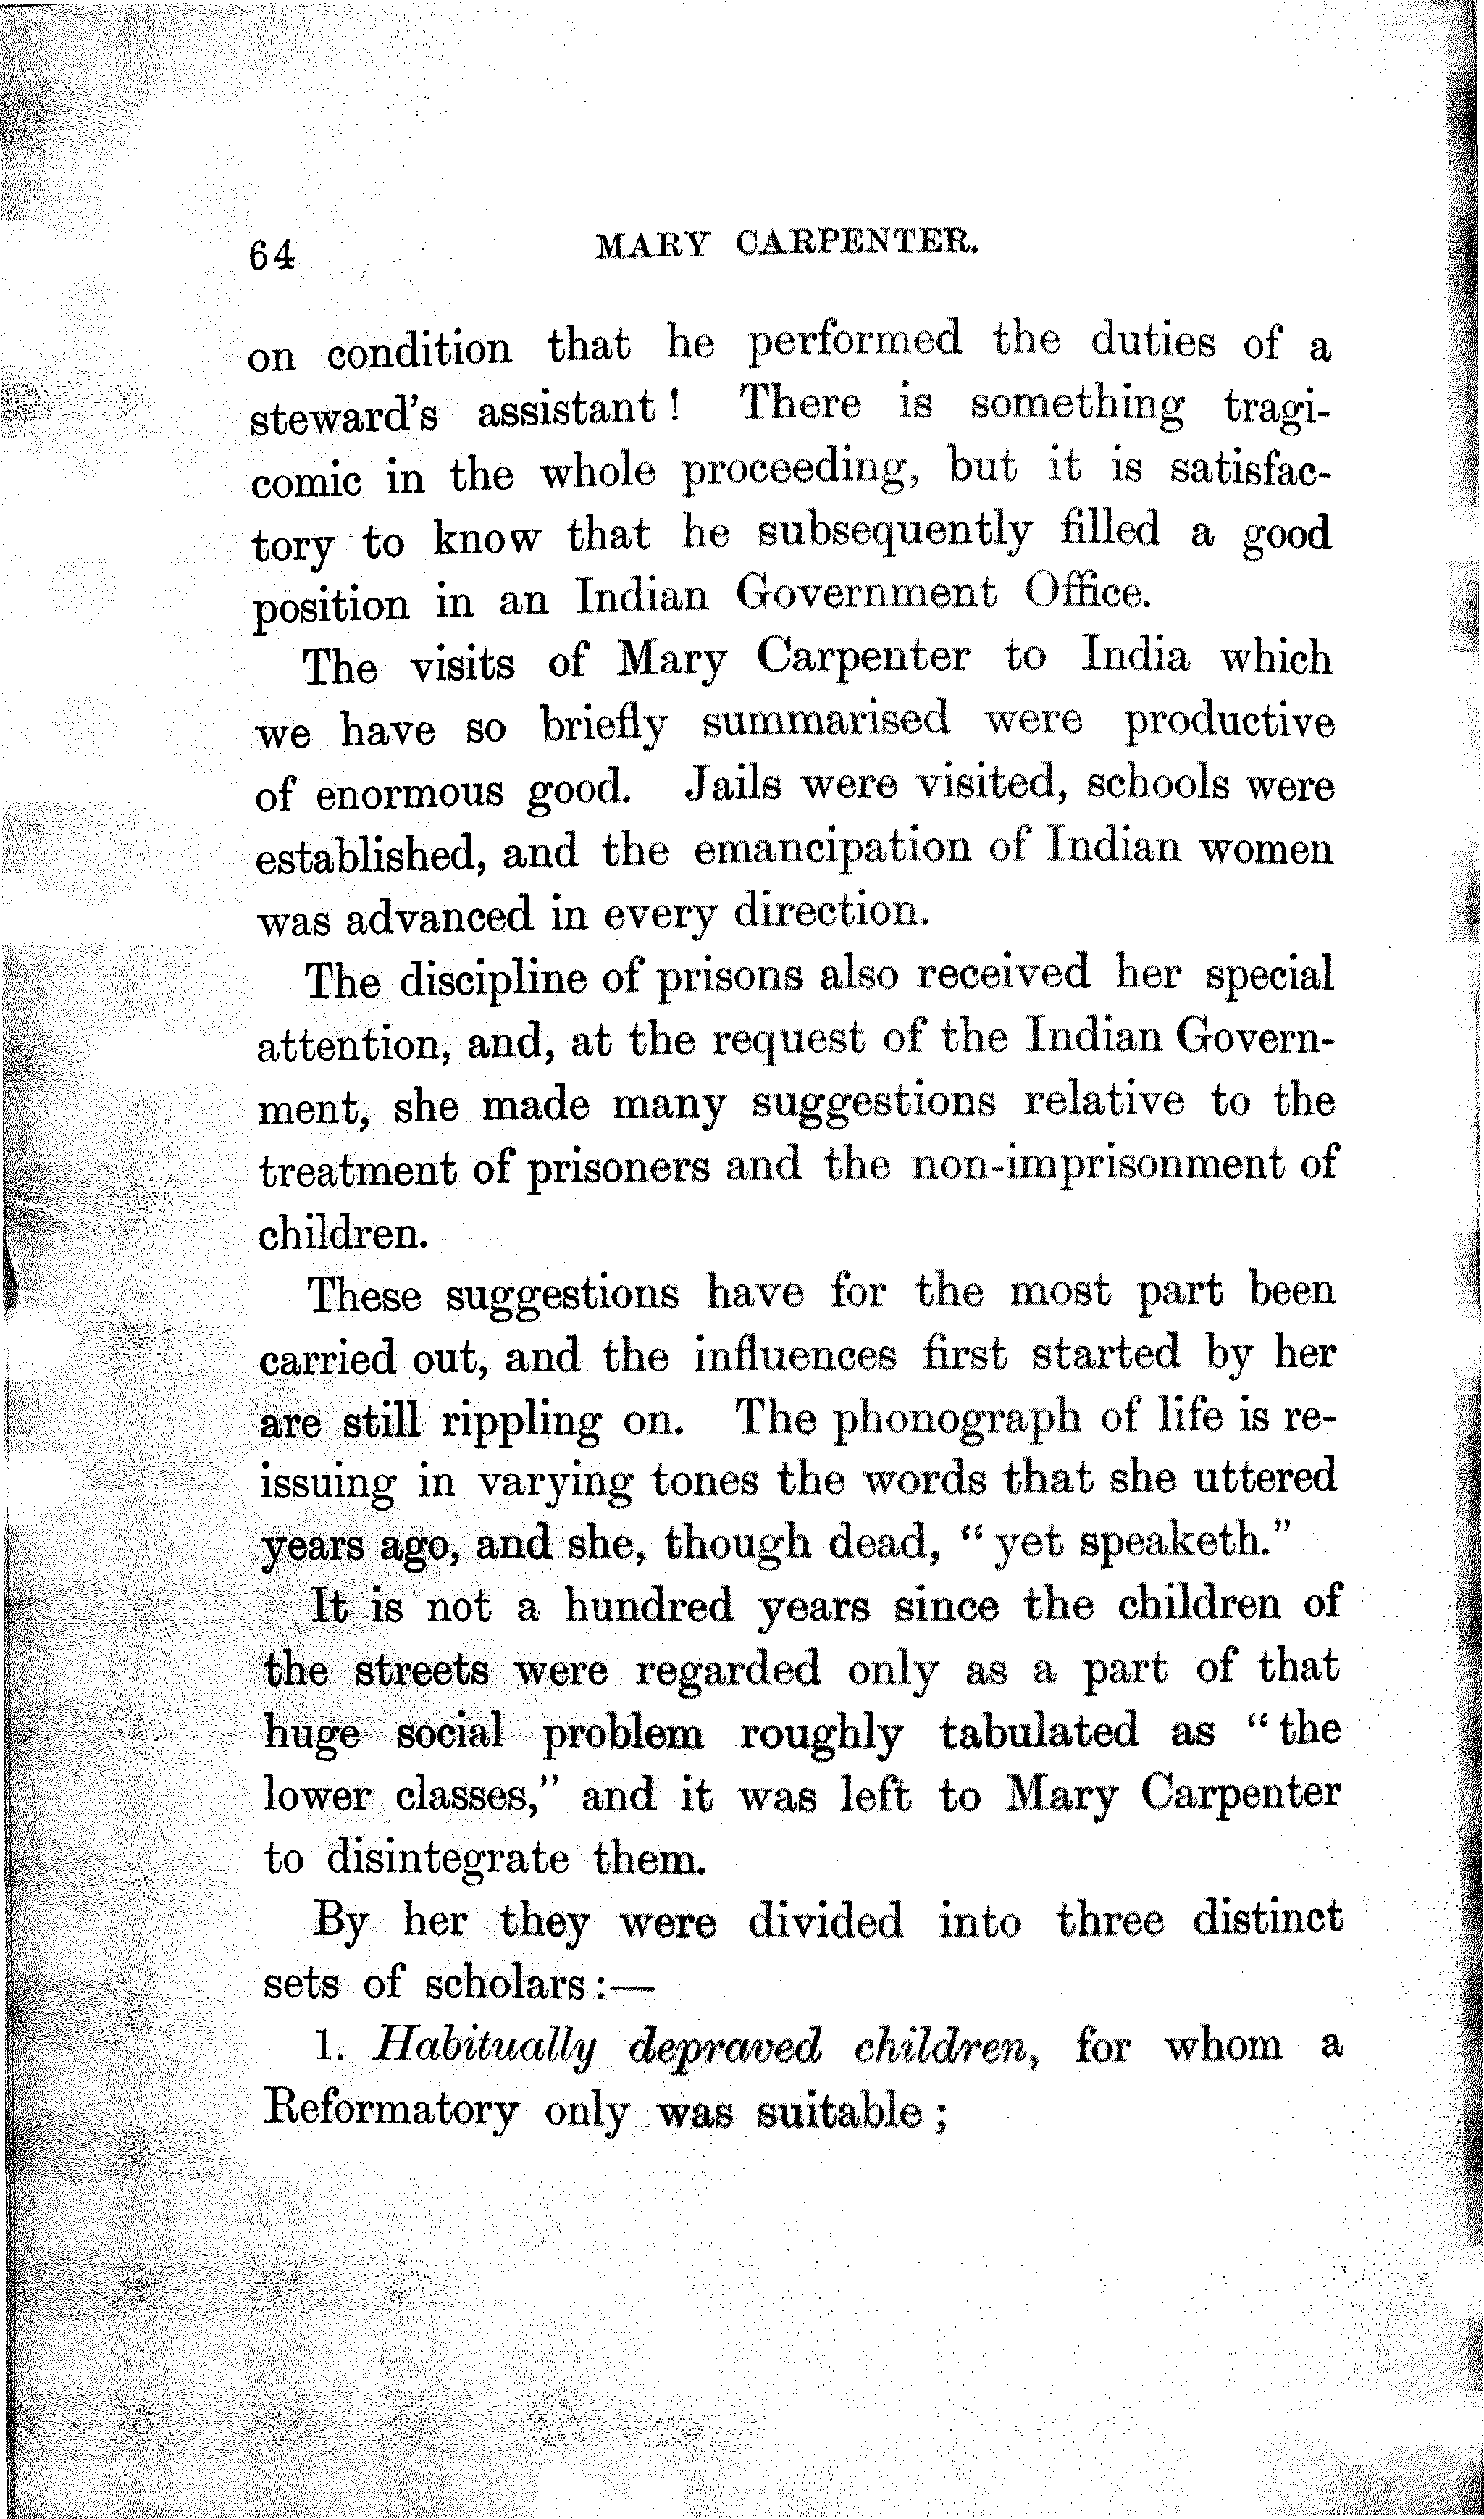 64 MARY CARPENTER.
on condition that he performed the duties of a
steward's assistant! There is something tragi-
comic in the whole proceeding, but it is satisfac-
tory to know that he subsequently filled a good
position in an Indian Government Office.
The visits of Mary Carpenter to India which
we have so briefly summarised were productive
of enormous good. Jails were visited, schools were
established, and the emancipation of Indian women
was advanced in every direction.
The discipline of prisons also received her special
attention, and, at the request of the Indian Govern-
ment, she made many suggestions relative to the
treatment of prisoners and the non-imprisonment of
children.
These suggestions have for the most part been
carried out, and the influences first started by her
are still rippling on. The phonograph of life is re-
issuing in varying tones the words that she uttered
years ago, and she, though dead, "yet speaketh."
It is not a hundred years since the children of
the streets were regarded only as a part of that
huge social problem roughly tabulated as "the
lower classes," and it was left to Mary Carpenter
to disintegrate them.
By her they were divided into three distinct
sets of scholars:—
1. Habitually depraved children, for whom a
Reformatory only was suitable;